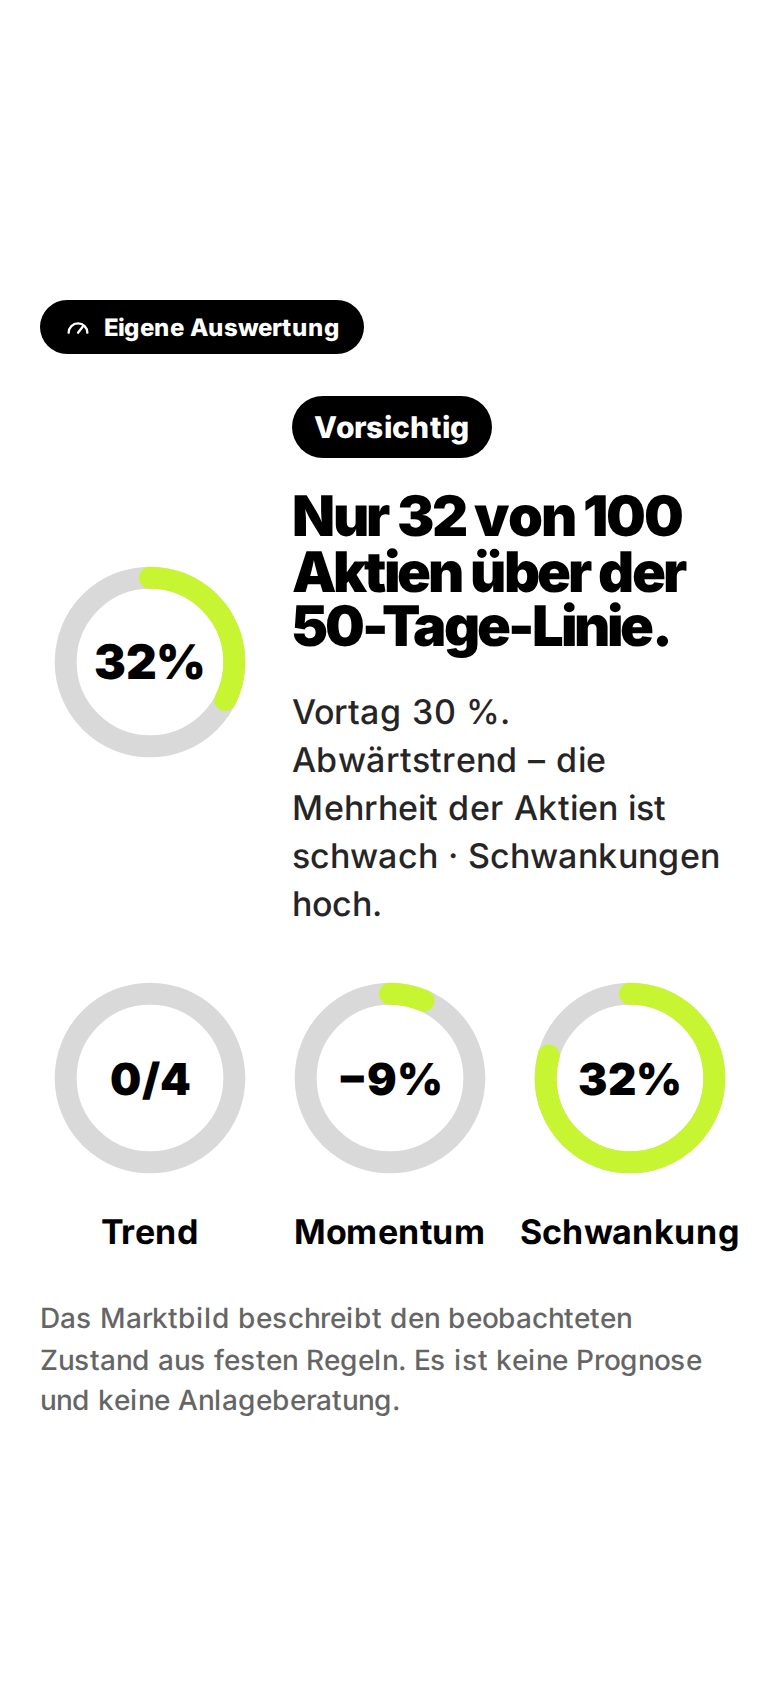 Eigene Auswertung
Vorsichtig
Nur 32 von 100
Aktien über der
50-Tage-Linie.
32%
Vortag 30 %.
Abwärtstrend – die
Mehrheit der Aktien ist
schwach · Schwankungen
hoch.
0/4
−9%
32%
Trend
Momentum
Schwankung
Das Marktbild beschreibt den beobachteten
Zustand aus festen Regeln. Es ist keine Prognose
und keine Anlageberatung.